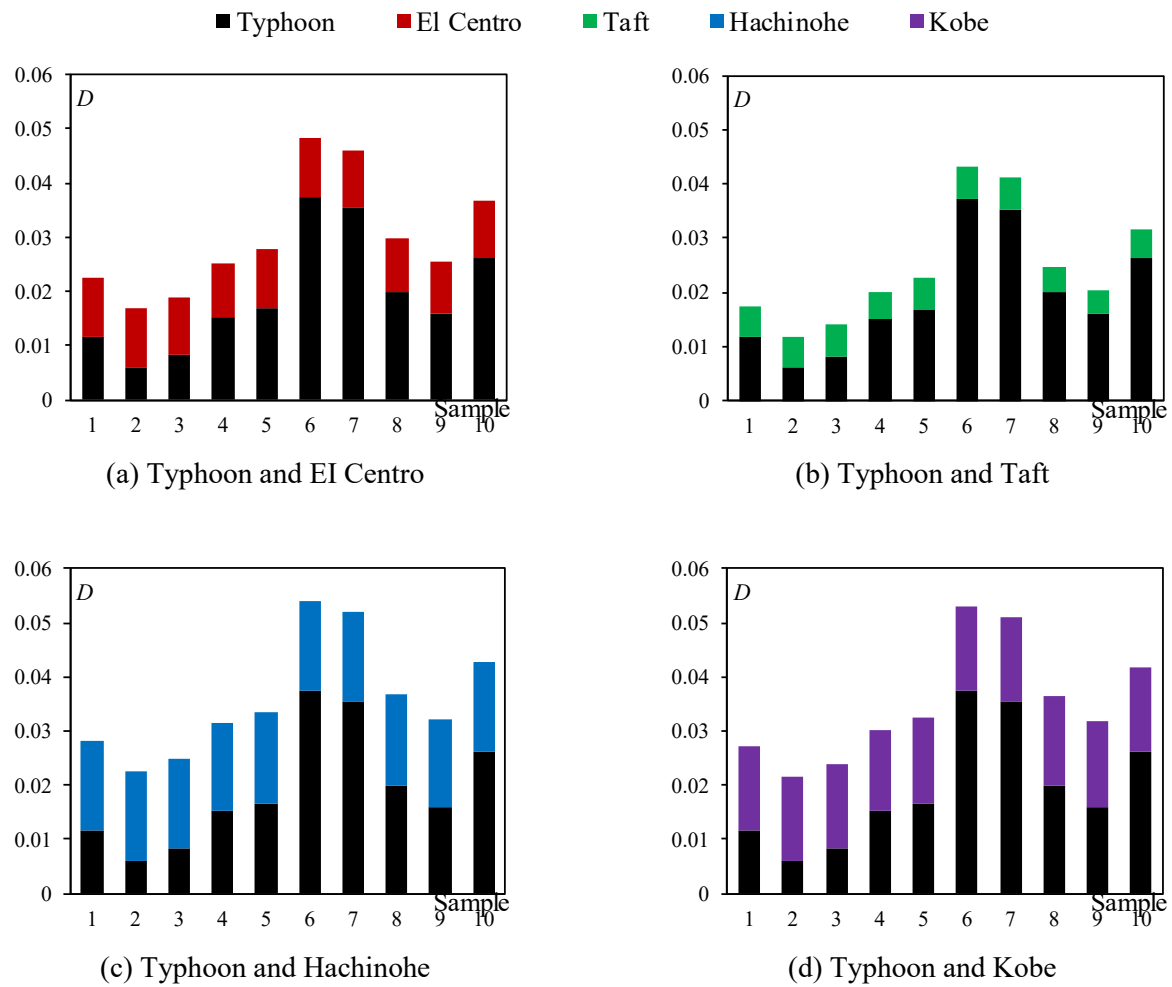 Typhoon El Centro Taft Hachinohe Kobe
0.06
D
0.05
0.04
0.03
0.02
0.01
0
Sample
1 2 3 4 5 6 7 8 9 10
(a) Typhoon and EI Centro
0.06
D
0.05
0.04
0.03
0.02
0.01
0
Sample
1 2 3 4 5 6 7 8 9 10
(b) Typhoon and Taft
0.06
D
0.05
0.04
0.03
0.02
0.01
0
Sample
1 2 3 4 5 6 7 8 9 10
(c) Typhoon and Hachinohe
0.06
D
0.05
0.04
0.03
0.02
0.01
0
Sample
1 2 3 4 5 6 7 8 9 10
(d) Typhoon and Kobe